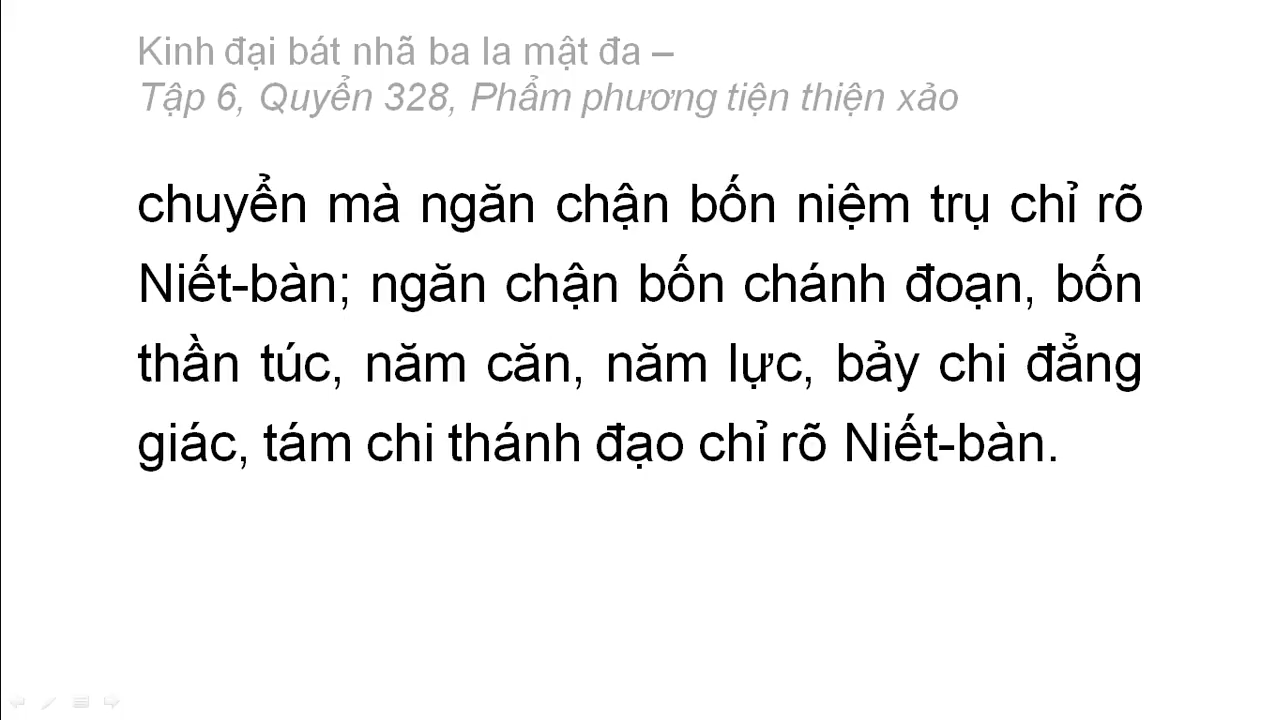 Kinh đại bát nhã ba la mật đa –
Tập 6, Quyển 328, Phẩm phương tiện thiện xảo
chuyển mà ngăn chận bốn niệm trụ chỉ rõ
Niết-bàn; ngăn chận bốn chánh đoạn, bốn
thần túc, năm căn, năm lực, bảy chi đẳng
giác, tám chi thánh đạo chỉ rõ Niết-bàn.